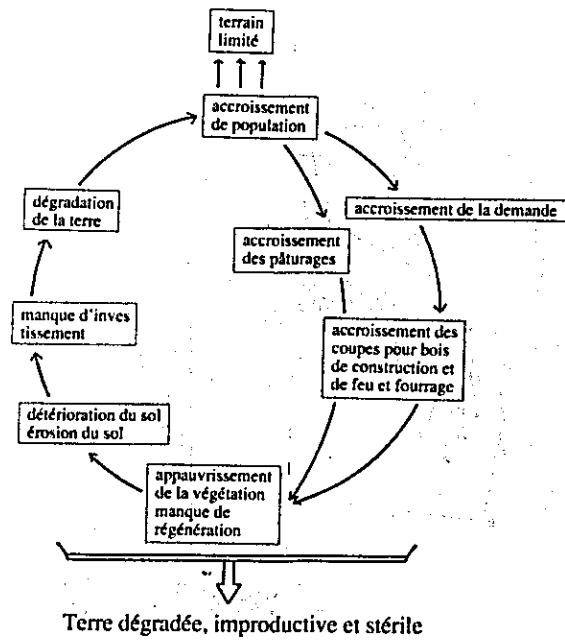 terrain
limité
accroissement
de population
dégradation
de la terre
accroissement de la demande
accroissement
des pâturages
manque d'inves
tissement
accroissement des
coupes pour bois
de construction et
de feu et fourrage
détérioration du sol
érosion du sol
appauvrissement
de la végétation
manque de
régénération
Terre dégradée, improductive et stérile